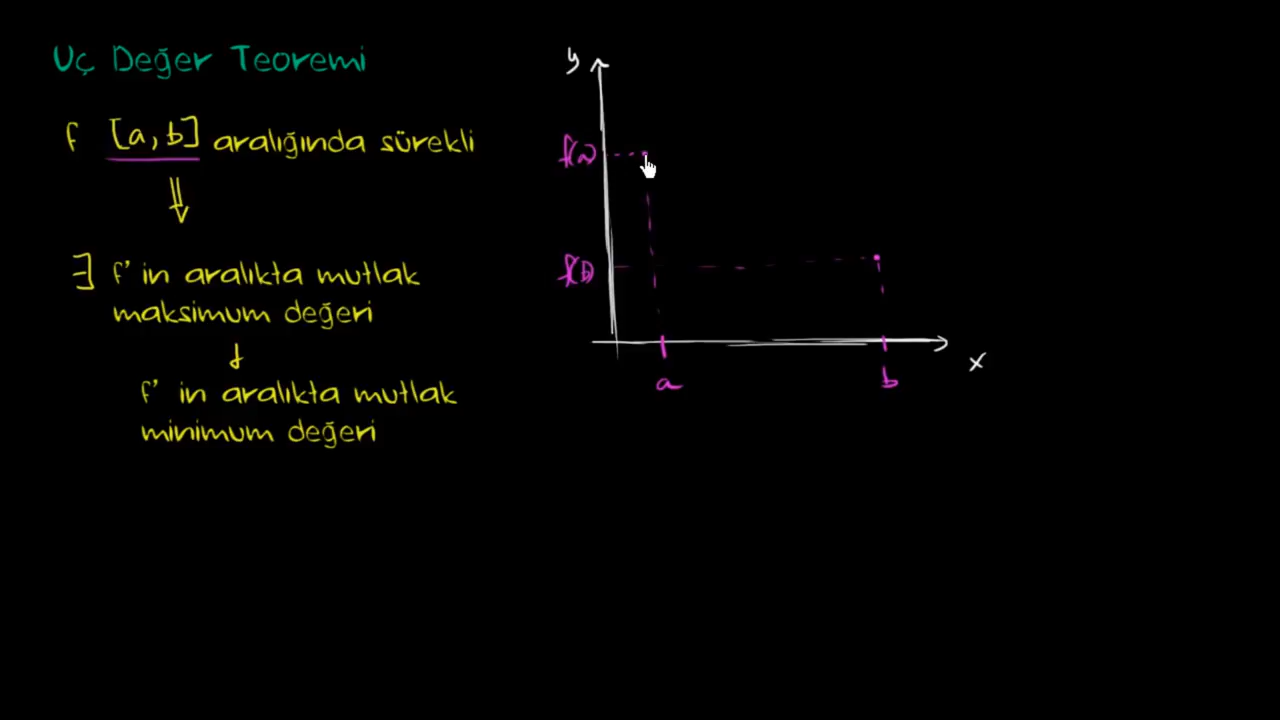 Uç Değer Teoremi
f [a, b] aralığında sürekli
⇓
∃ f' in aralıkta mutlak
maksimum değeri
f' in aralıkta mutlak
minimum değeri
y
f(a)
f(b)
x
a
b